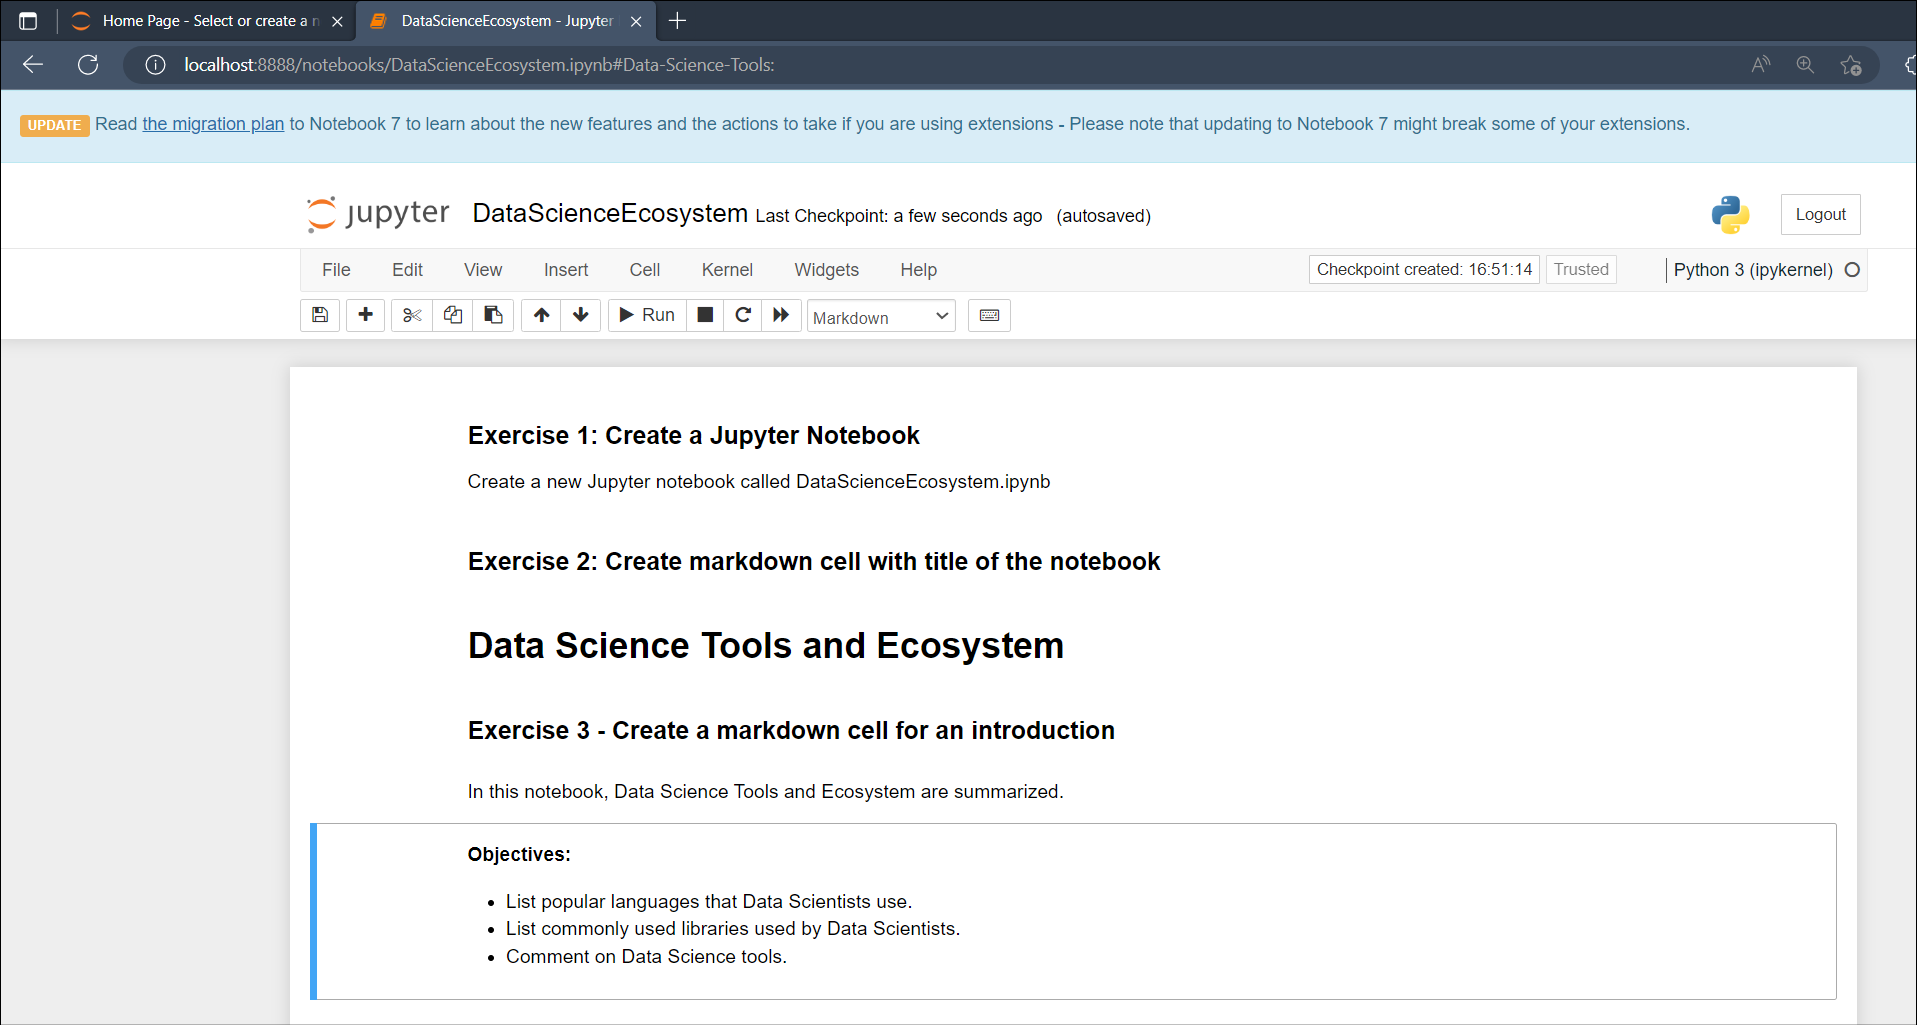 Home Page - Select or create a n
DataScienceEcosystem - Jupyter
localhost:8888/notebooks/DataScienceEcosystem.ipynb#Data-Science-Tools:
UPDATE Read the migration plan to Notebook 7 to learn about the new features and the actions to take if you are using extensions - Please note that updating to Notebook 7 might break some of your extensions.
jupyter DataScienceEcosystem Last Checkpoint: a few seconds ago (autosaved) Logout
File Edit View Insert Cell Kernel Widgets Help Checkpoint created: 16:51:14 Trusted Python 3 (ipykernel)
Run Markdown
Exercise 1: Create a Jupyter Notebook
Create a new Jupyter notebook called DataScienceEcosystem.ipynb
Exercise 2: Create markdown cell with title of the notebook
Data Science Tools and Ecosystem
Exercise 3 - Create a markdown cell for an introduction
In this notebook, Data Science Tools and Ecosystem are summarized.
Objectives:
• List popular languages that Data Scientists use.
• List commonly used libraries used by Data Scientists.
• Comment on Data Science tools.